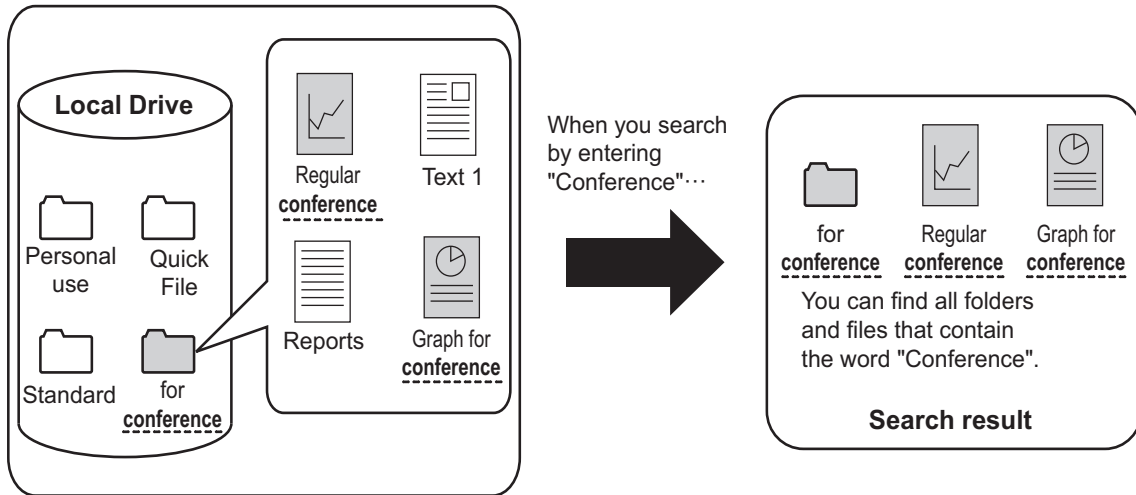 Local Drive
Personal
use
Quick
File
Standard
for
conference
Regular
conference
Text 1
Reports
Graph for
conference
When you search
by entering
"Conference"···
for
conference
Regular
conference
Graph for
conference
You can find all folders
and files that contain
the word "Conference".
Search result